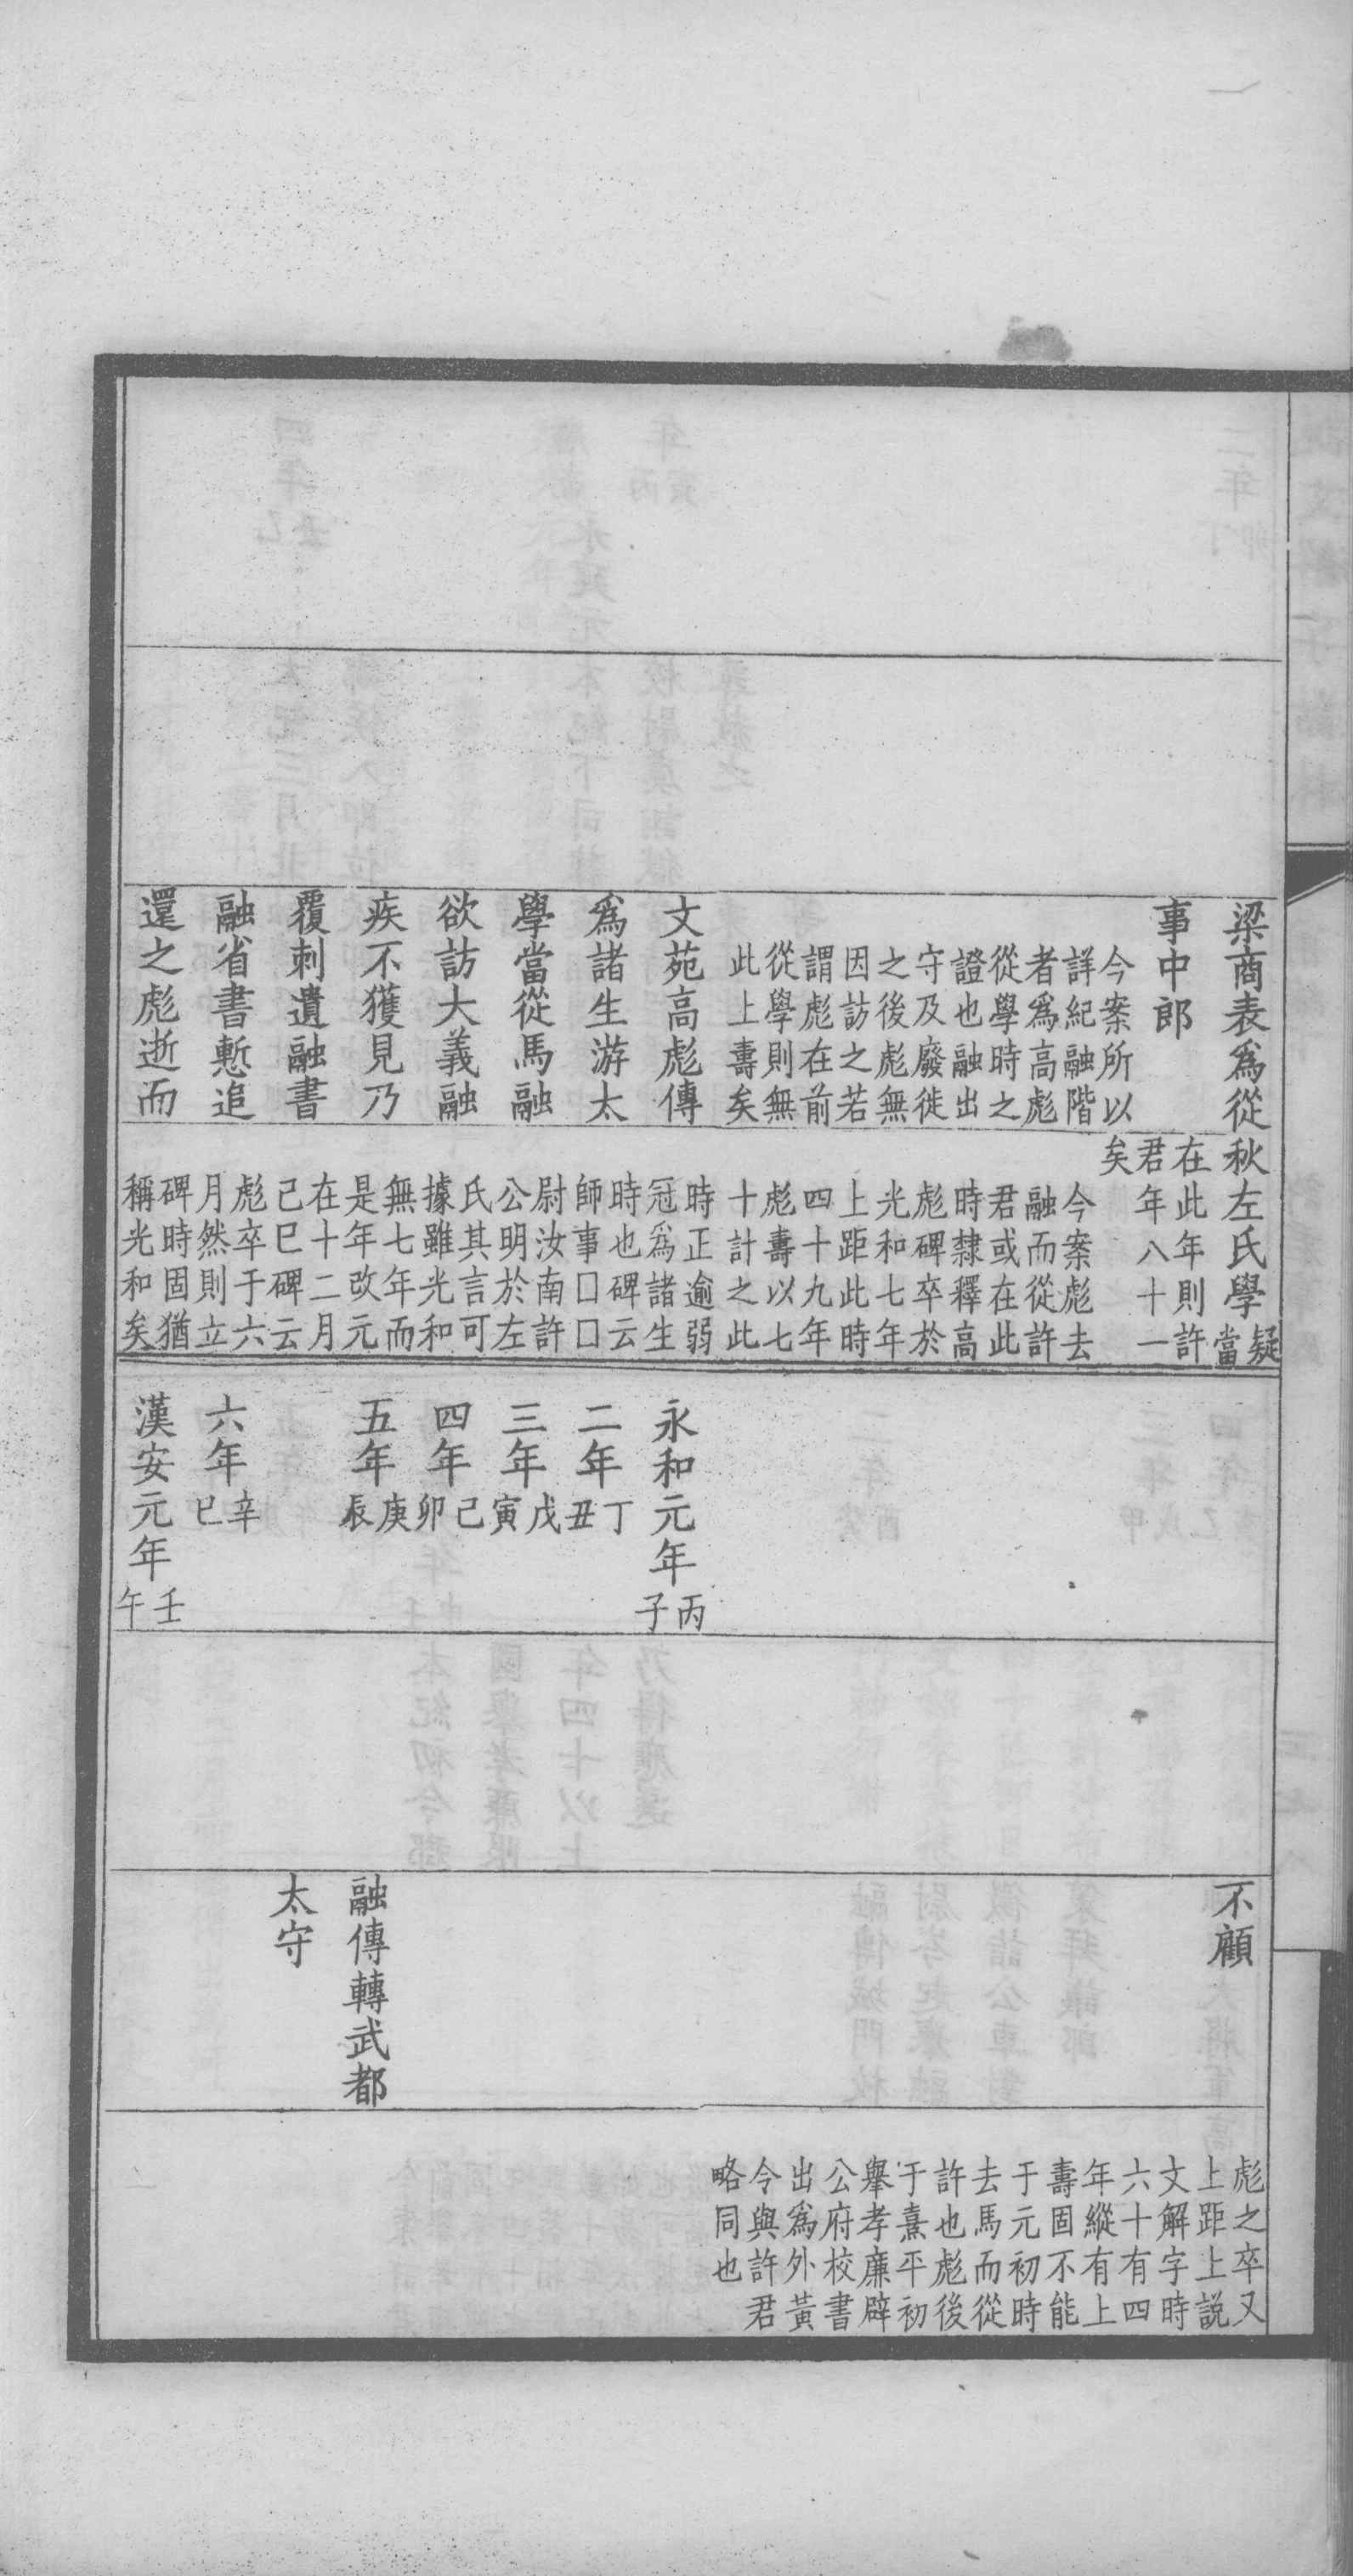 梁商表爲從
事中郎
今案所以
詳紀融階
者爲高彪
從學時之
證也融出
守及廢徙
之後彪無
因訪之若
謂彪在前
從學則無
此上壽矣
文苑高彪傳
爲諸生游太
學當從馬融
欲訪大義融
疾不獲見乃
覆刺遺融書
融省書慙追
還之彪逝而
秋左氏學疑當
在此年則許
君年八十一
矣
今案彪去
融而從許
君或在此
時隸釋高
彪碑卒於
光和七年
上距此時
四十九年
彪壽以七
十計之此
時正逾弱
冠爲諸生
時也碑云
師事囗囗
尉汝南許
公明於左
氏其言可
據雖光和
無七年而
是年改元
在十二月
己巳碑云
彪卒于六
月然則立
碑時固猶
稱光和矣
永和元年丙子
二年丁丑
三年戊寅
四年己卯
五年庚辰
六年辛巳
漢安元年壬午
不顧
融傳轉武都
太守
彪之卒又
上距上説
文解字時
六十有四
年縱有上
壽固不能
于元初時
去馬而從
許也彪後
于熹平初
舉孝廉辟
公府校書
出爲外黃
令與許君
略同也